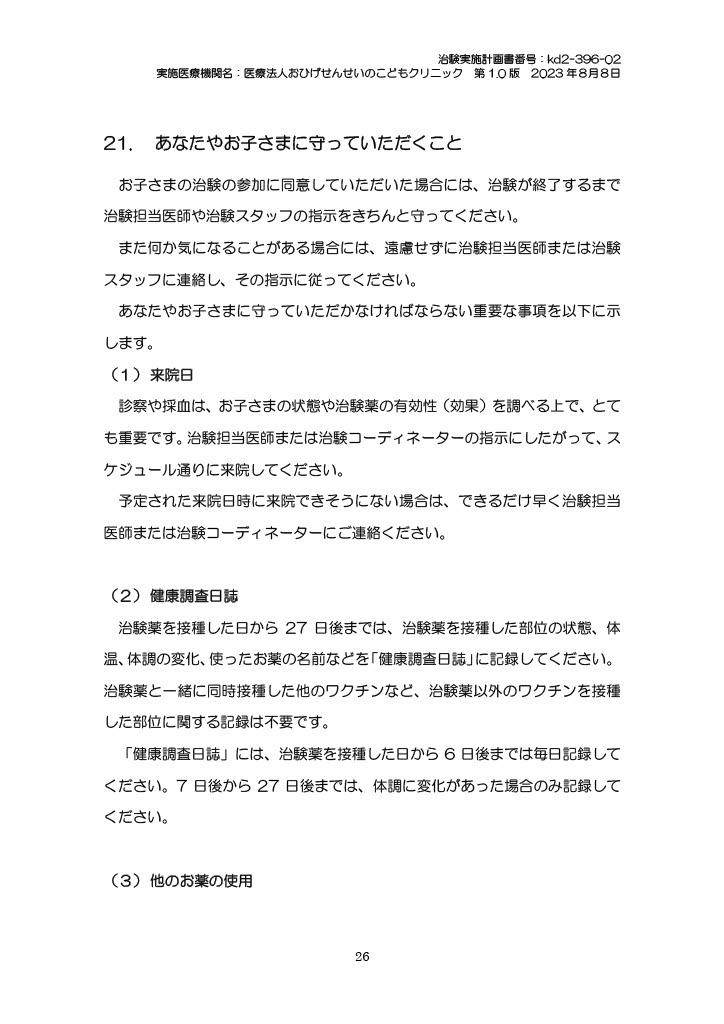 治験実施計画書番号：kd2-396-02
実施医療機関名：医療法人おひげせんせいのこどもクリニック　第 1.0 版　2023 年 8 月 8 日
21.　あなたやお子さまに守っていただくこと
お子さまの治験の参加に同意していただいた場合には、治験が終了するまで
治験担当医師や治験スタッフの指示をきちんと守ってください。
また何か気になることがある場合には、遠慮せずに治験担当医師または治験
スタッフに連絡し、その指示に従ってください。
あなたやお子さまに守っていただかなければならない重要な事項を以下に示
します。
（１）来院日
診察や採血は、お子さまの状態や治験薬の有効性（効果）を調べる上で、とて
も重要です。治験担当医師または治験コーディネーターの指示にしたがって、ス
ケジュール通りに来院してください。
予定された来院日時に来院できそうにない場合は、できるだけ早く治験担当
医師または治験コーディネーターにご連絡ください。
（２）健康調査日誌
治験薬を接種した日から 27 日後までは、治験薬を接種した部位の状態、体
温、体調の変化、使ったお薬の名前などを「健康調査日誌」に記録してください。
治験薬と一緒に同時接種した他のワクチンなど、治験薬以外のワクチンを接種
した部位に関する記録は不要です。
「健康調査日誌」には、治験薬を接種した日から 6 日後までは毎日記録して
ください。7 日後から 27 日後までは、体調に変化があった場合のみ記録して
ください。
（３）他のお薬の使用
26